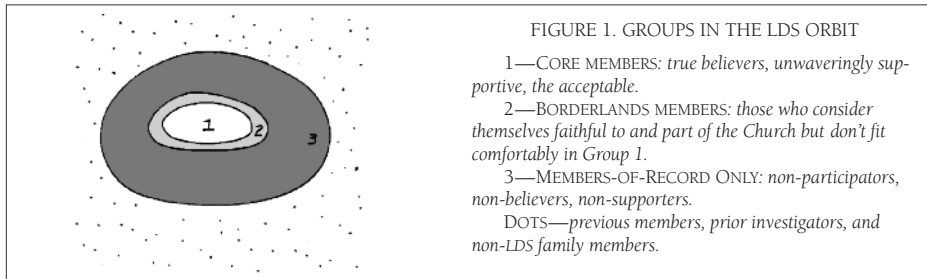 FIGURE 1. GROUPS IN THE LDS ORBIT
1—CORE MEMBERS: true believers, unwaveringly sup-
portive, the acceptable.
2—BORDERLANDS MEMBERS: those who consider
themselves faithful to and part of the Church but don't fit
comfortably in Group 1.
3—MEMBERS-OF-RECORD ONLY: non-participators,
non-believers, non-supporters.
DOTS—previous members, prior investigators, and
non-LDS family members.
1
2
3